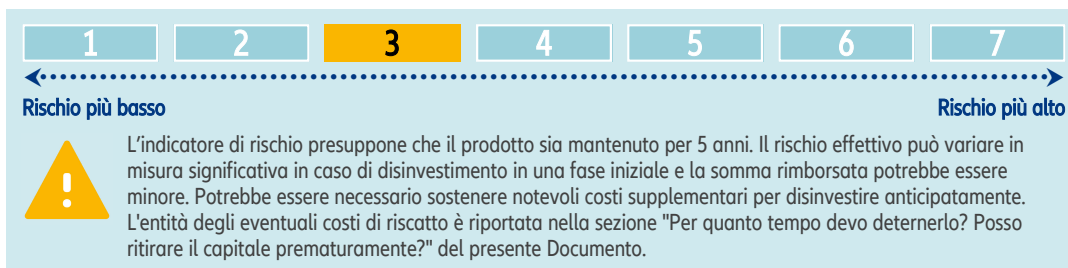 1 2 3 4 5 6 7
Rischio più basso Rischio più alto
L'indicatore di rischio presuppone che il prodotto sia mantenuto per 5 anni. Il rischio effettivo può variare in
misura significativa in caso di disinvestimento in una fase iniziale e la somma rimborsata potrebbe essere
minore. Potrebbe essere necessario sostenere notevoli costi supplementari per disinvestire anticipatamente.
L'entità degli eventuali costi di riscatto è riportata nella sezione "Per quanto tempo devo deternerlo? Posso
ritirare il capitale prematuramente?" del presente Documento.